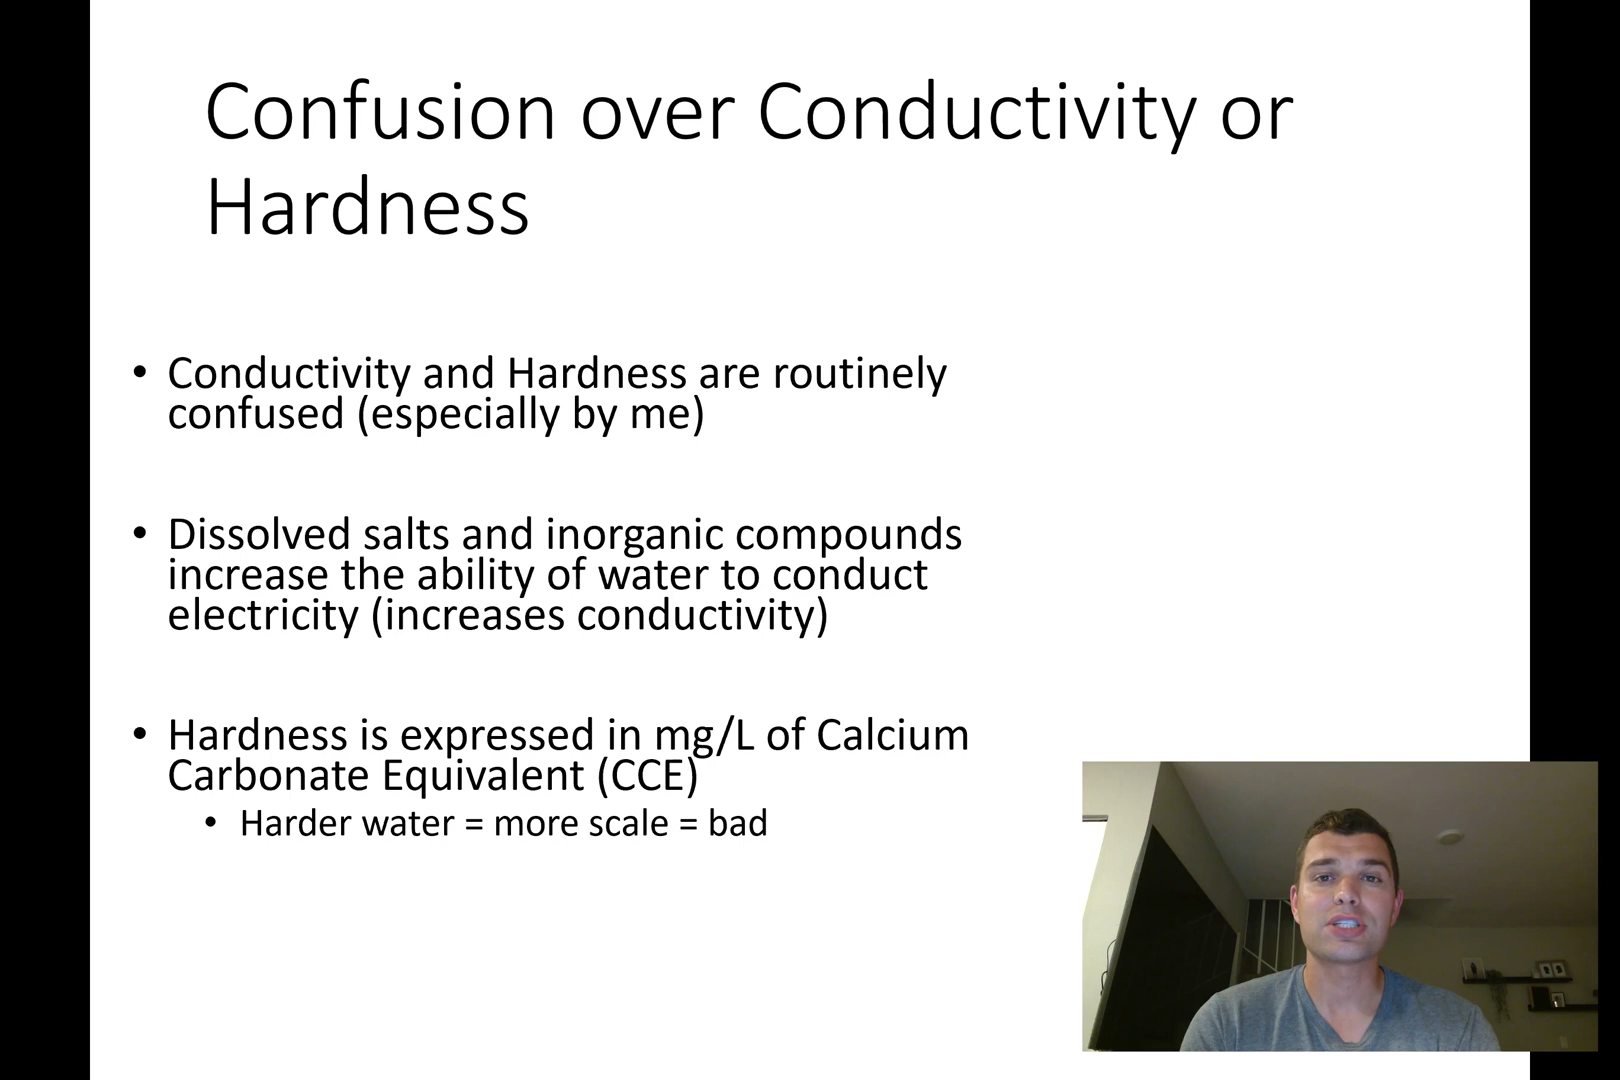 Confusion over Conductivity or
Hardness
• Conductivity and Hardness are routinely
confused (especially by me)
• Dissolved salts and inorganic compounds
increase the ability of water to conduct
electricity (increases conductivity)
• Hardness is expressed in mg/L of Calcium
Carbonate Equivalent (CCE)
• Harder water = more scale = bad